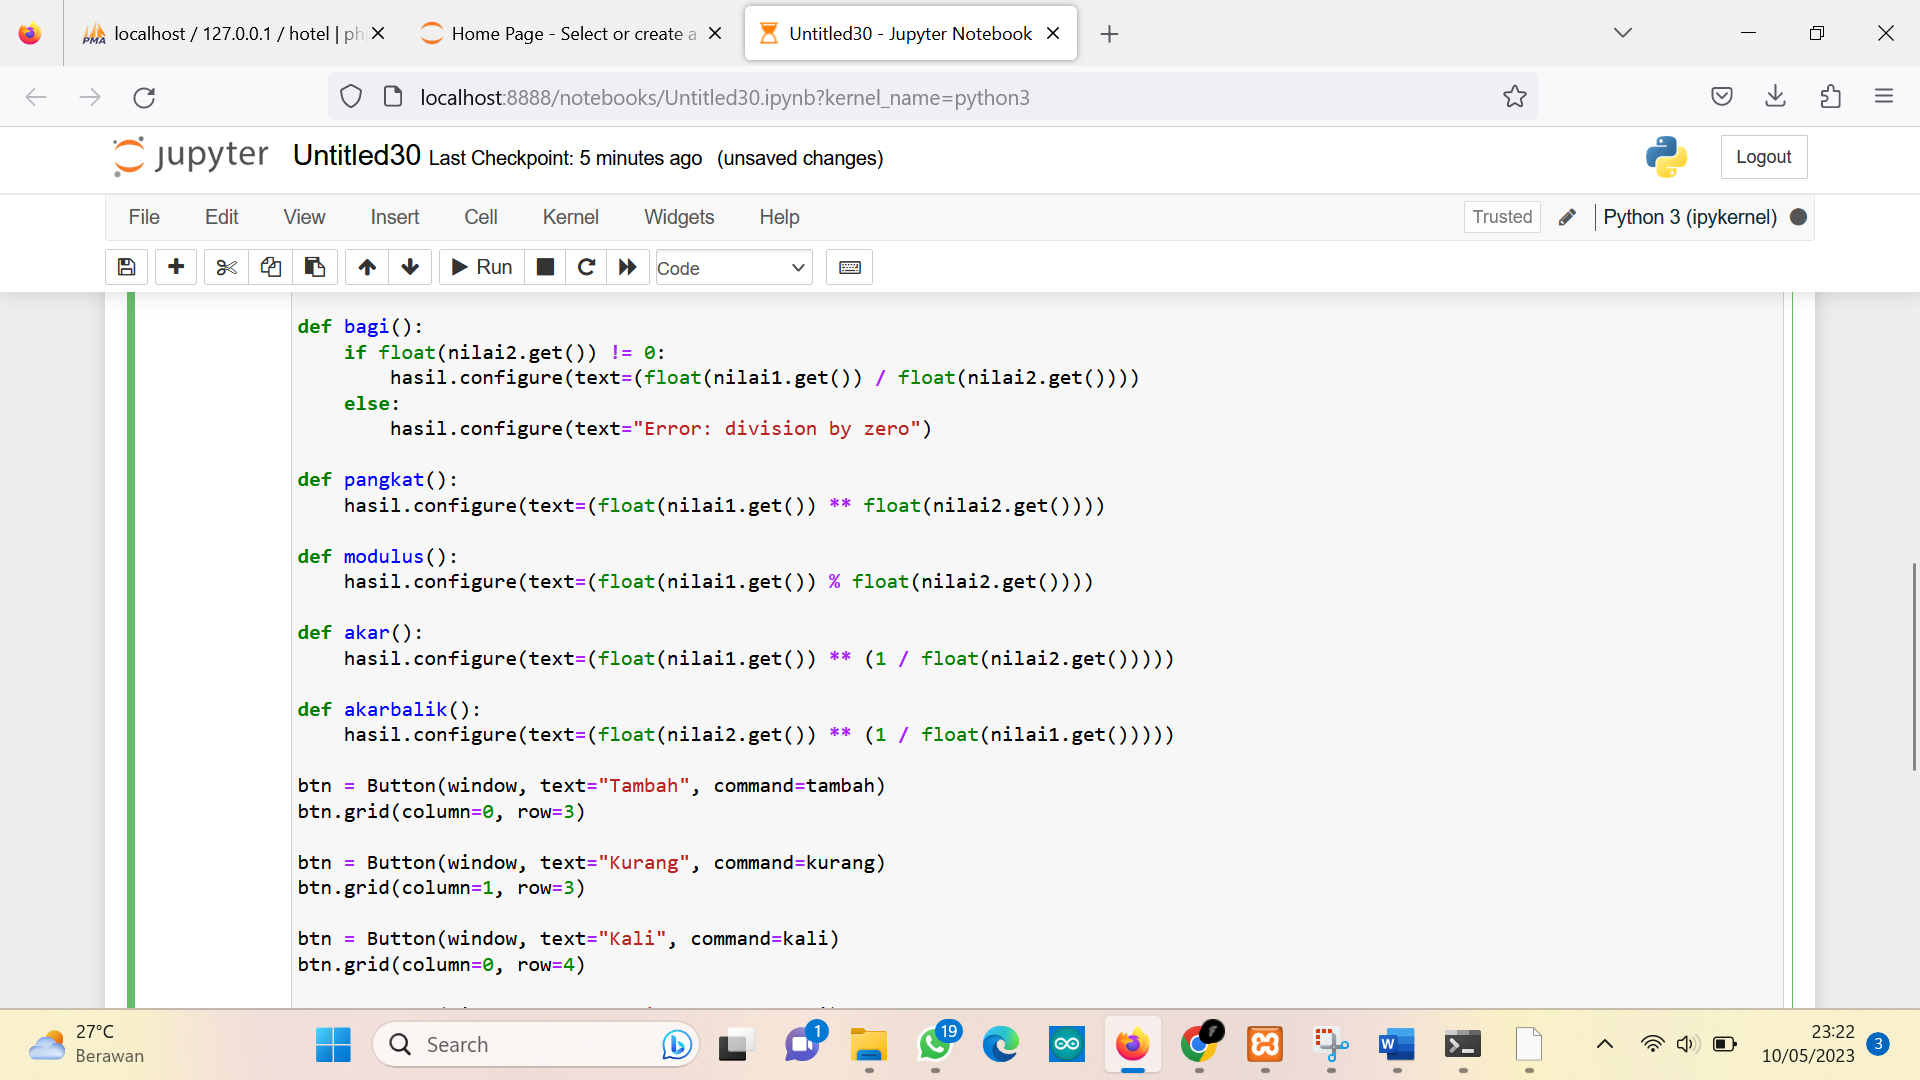 localhost / 127.0.0.1 / hotel | ph
Home Page - Select or create a
Untitled30 - Jupyter Notebook
localhost:8888/notebooks/Untitled30.ipynb?kernel_name=python3
jupyter Untitled30 Last Checkpoint: 5 minutes ago (unsaved changes)
Logout
File Edit View Insert Cell Kernel Widgets Help
Trusted
Python 3 (ipykernel)
Run
Code
def bagi():
    if float(nilai2.get()) != 0:
        hasil.configure(text=(float(nilai1.get()) / float(nilai2.get())))
    else:
        hasil.configure(text="Error: division by zero")
def pangkat():
    hasil.configure(text=(float(nilai1.get()) ** float(nilai2.get())))
def modulus():
    hasil.configure(text=(float(nilai1.get()) % float(nilai2.get())))
def akar():
    hasil.configure(text=(float(nilai1.get()) ** (1 / float(nilai2.get()))))
def akarbalik():
    hasil.configure(text=(float(nilai2.get()) ** (1 / float(nilai1.get()))))
btn = Button(window, text="Tambah", command=tambah)
btn.grid(column=0, row=3)
btn = Button(window, text="Kurang", command=kurang)
btn.grid(column=1, row=3)
btn = Button(window, text="Kali", command=kali)
btn.grid(column=0, row=4)
27°C
Berawan
Search
1
19
23:22
10/05/2023
3